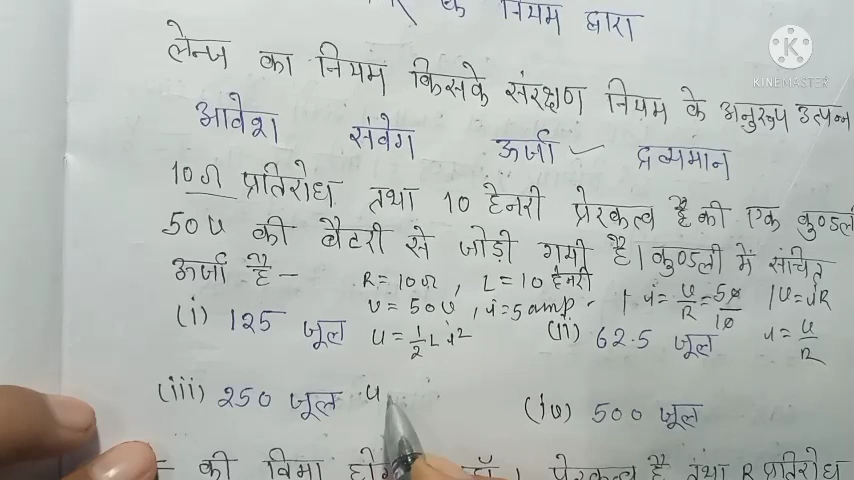 के नियम द्वारा
लेन्ज का नियम किसके संरक्षण नियम के अनुरूप उत्पन्न
आवेश संवेग ऊर्जा ✓ द्रव्यमान
10Ω प्रतिरोध तथा 10 हेनरी प्रेरकत्व है की एक कुण्डली
50V की बैटरी से जोड़ी गयी है। कुण्डली में संचित
ऊर्जा है –
R = 10Ω, L = 10 हेनरी
V = 50V, i = 5 amp.
i = V/R = 50/10
V = iR
i = V/R
U = 1/2 L i²
(i) 125 जूल (ii) 62.5 जूल
(iii) 250 जूल U
(iv) 500 जूल
की विमा प्रेरकत्व है तथा R प्रतिरोध
KINEMASTER